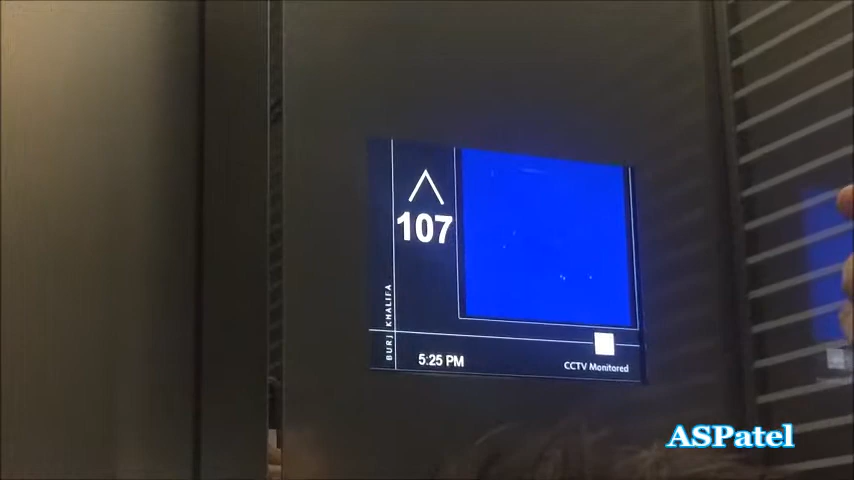 107
BURJ KHALIFA
5:25 PM
CCTV Monitored
ASPatel